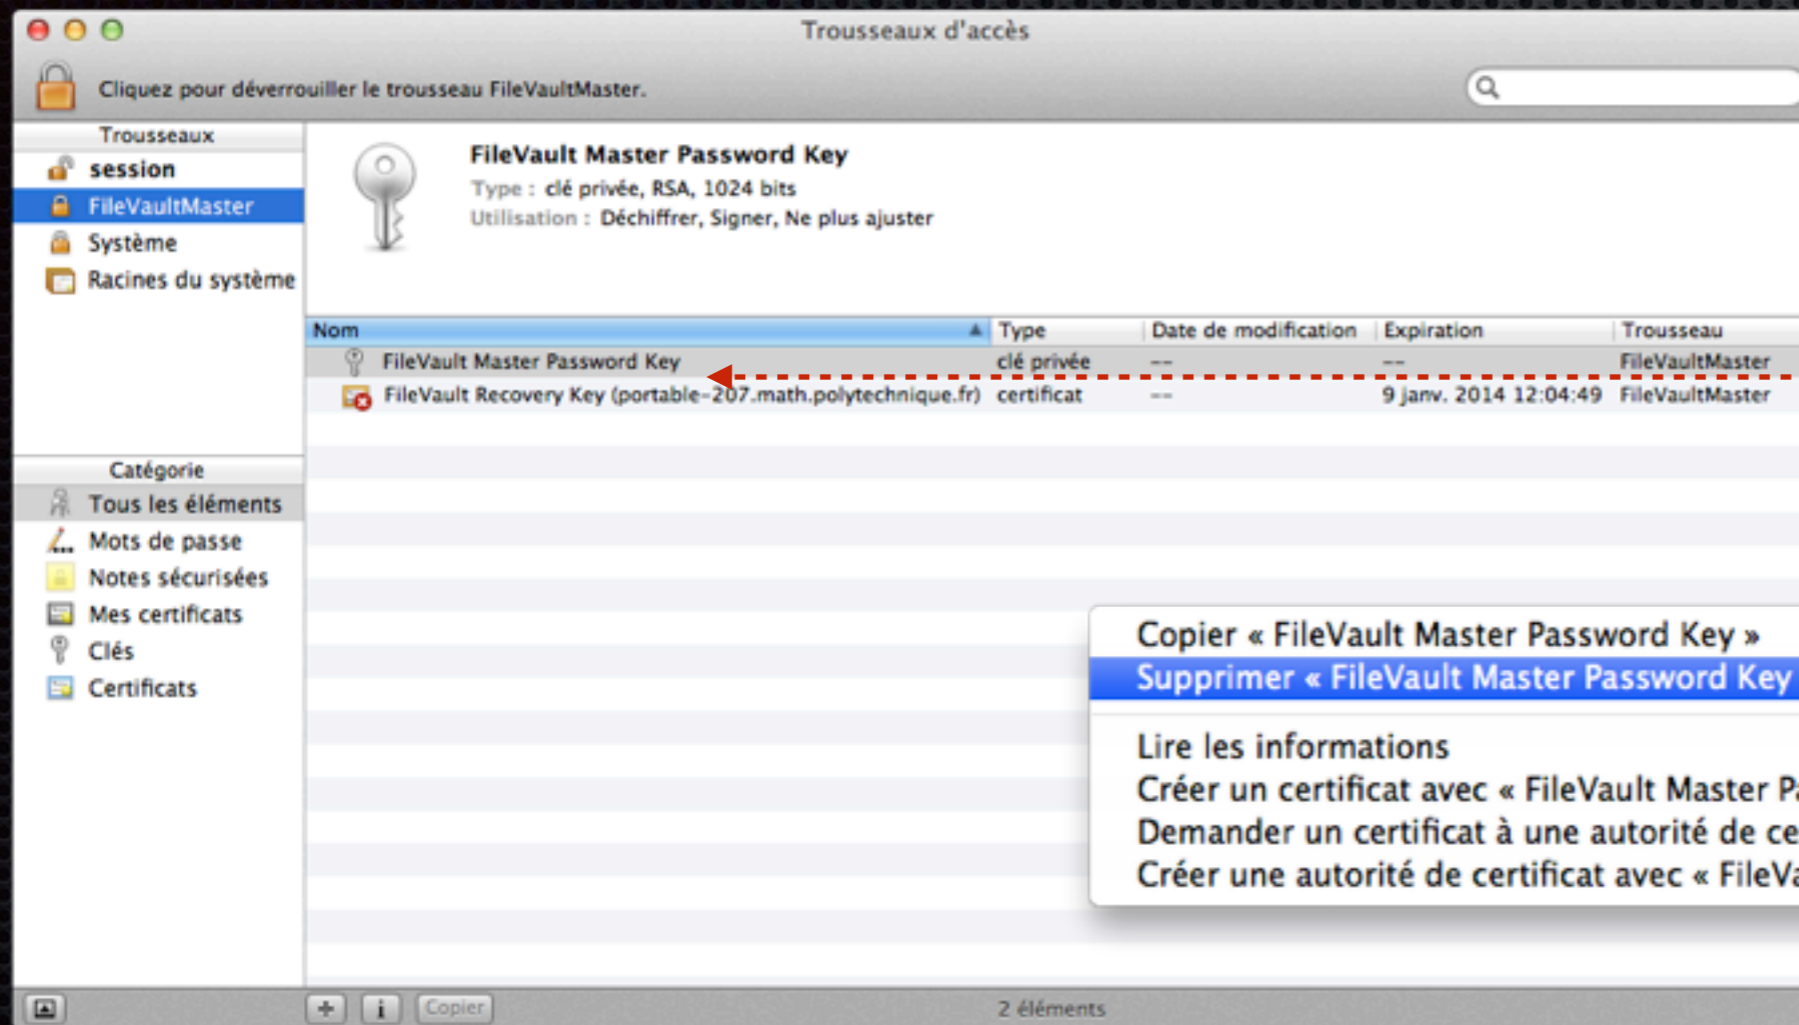 Trousseaux d'accès
Cliquez pour déverrouiller le trousseau FileVaultMaster.
Trousseaux
session
FileVaultMaster
Système
Racines du système
FileVault Master Password Key
Type : clé privée, RSA, 1024 bits
Utilisation : Déchiffrer, Signer, Ne plus ajuster
Nom Type Date de modification Expiration Trousseau
FileVault Master Password Key clé privée -- -- FileVaultMaster
FileVault Recovery Key (portable-207.math.polytechnique.fr) certificat -- 9 janv. 2014 12:04:49 FileVaultMaster
Catégorie
Tous les éléments
Mots de passe
Notes sécurisées
Mes certificats
Clés
Certificats
Copier « FileVault Master Password Key »
Supprimer « FileVault Master Password Key
Lire les informations
Créer un certificat avec « FileVault Master Pa
Demander un certificat à une autorité de ce
Créer une autorité de certificat avec « FileVa
Copier
2 éléments